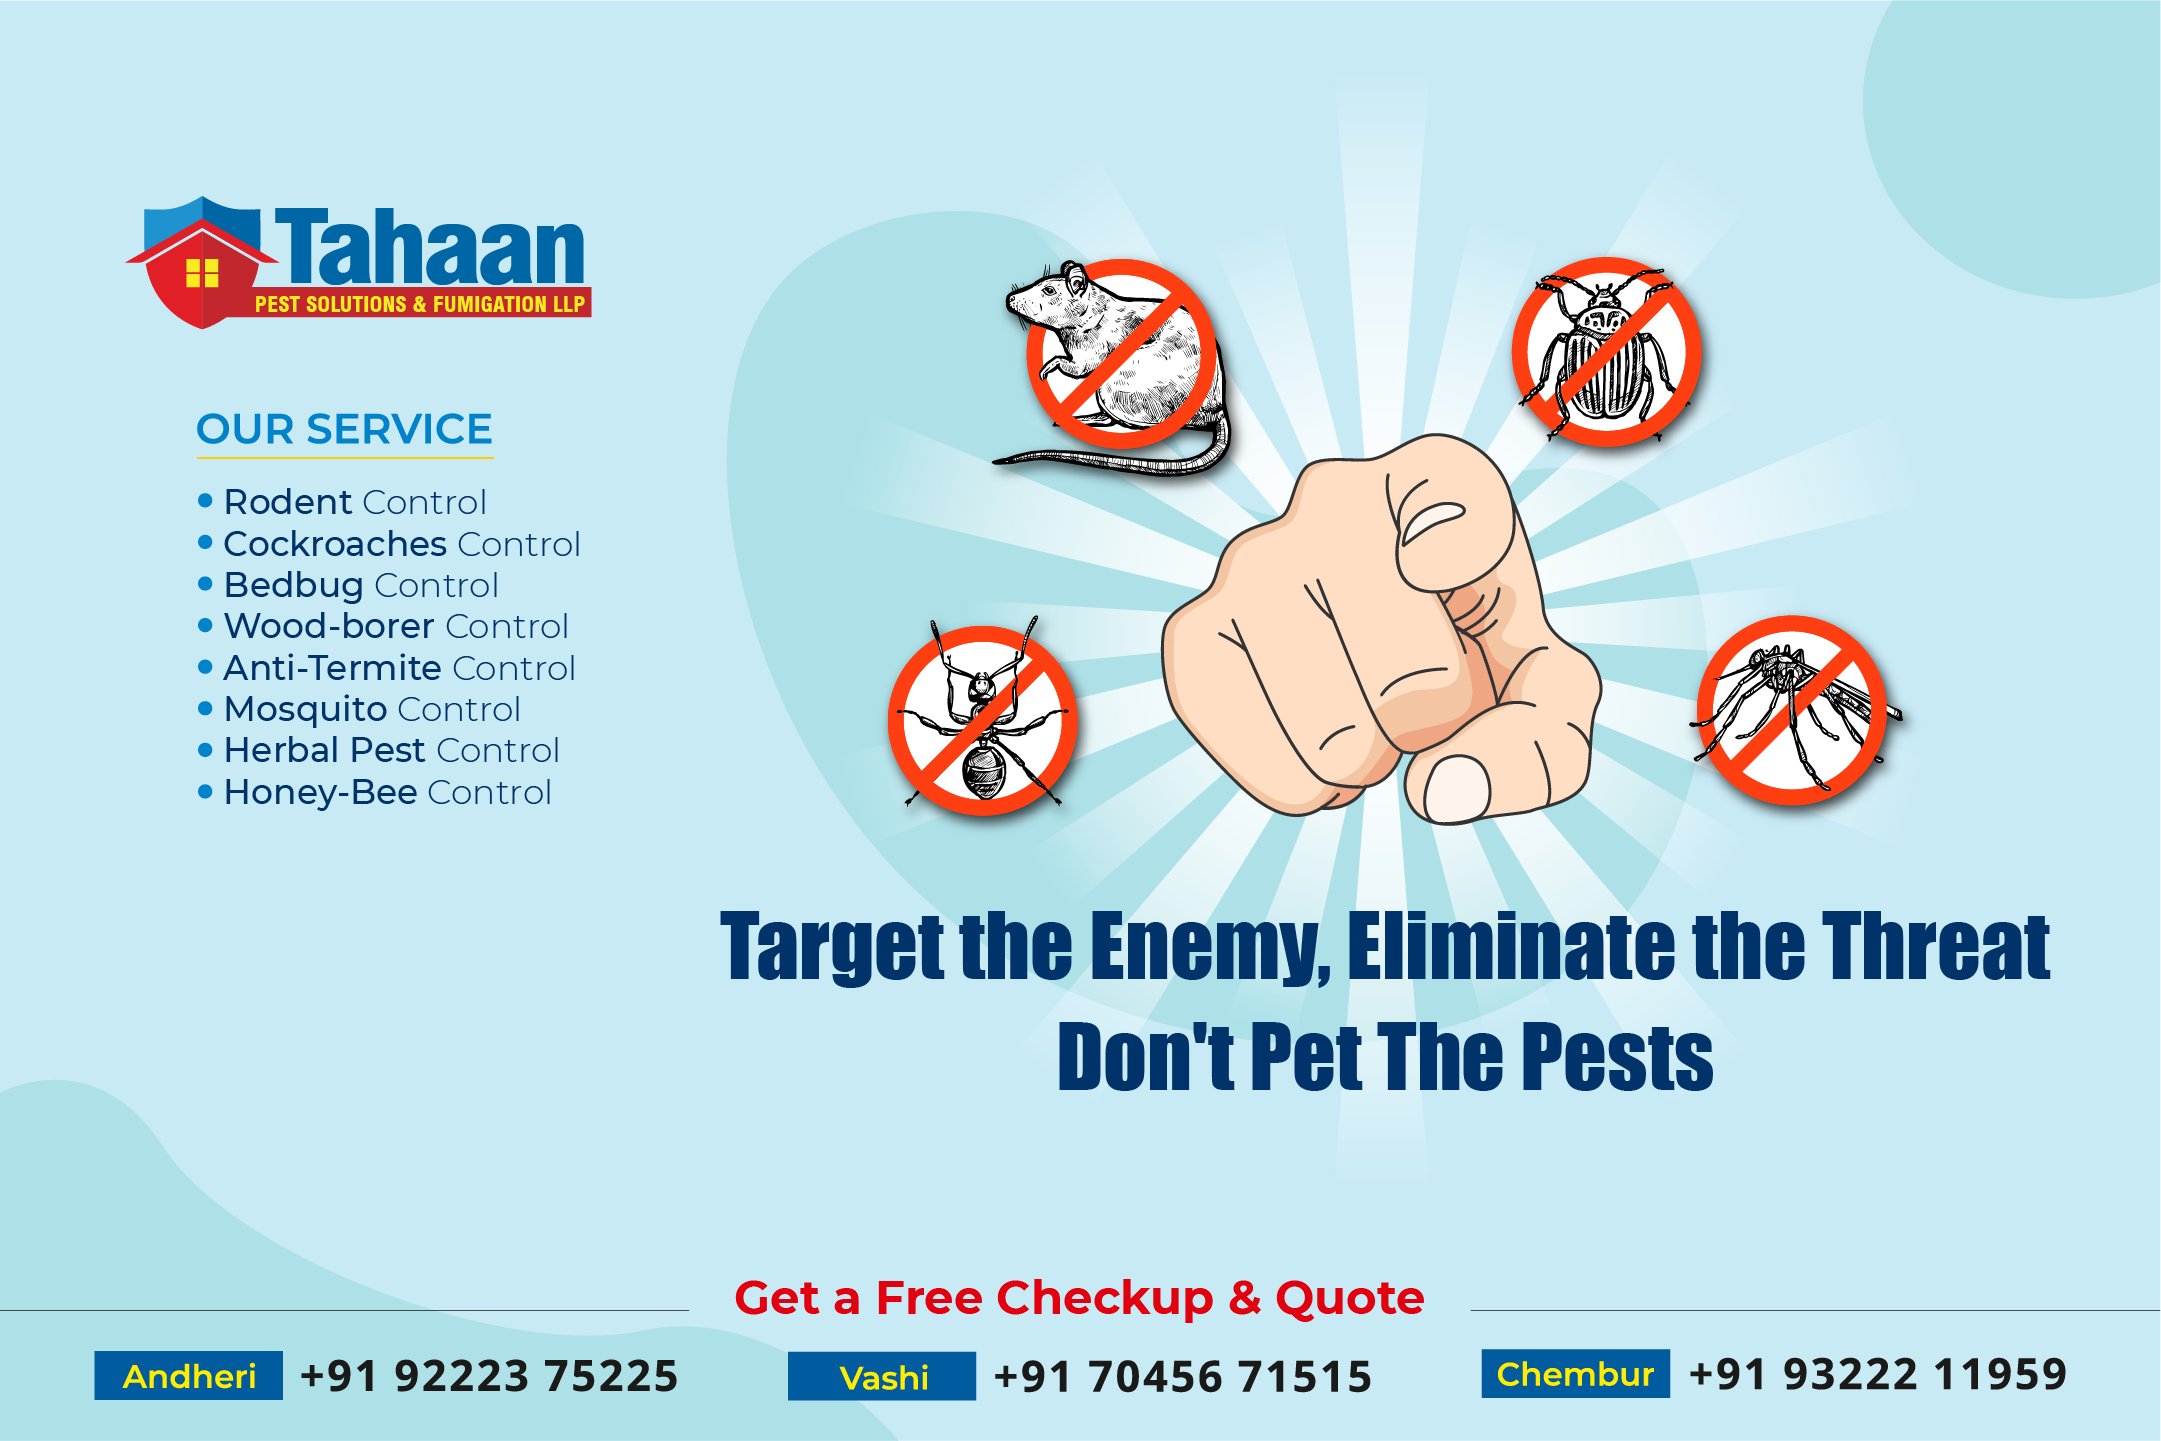 Tahaan
PEST SOLUTIONS & FUMIGATION LLP
OUR SERVICE
• Rodent Control
• Cockroaches Control
• Bedbug Control
• Wood-borer Control
• Anti-Termite Control
• Mosquito Control
• Herbal Pest Control
• Honey-Bee Control
Target the Enemy, Eliminate the Threat
Don't Pet The Pests
Get a Free Checkup & Quote
Andheri +91 92223 75225
Vashi +91 70456 71515
Chembur +91 93222 11959